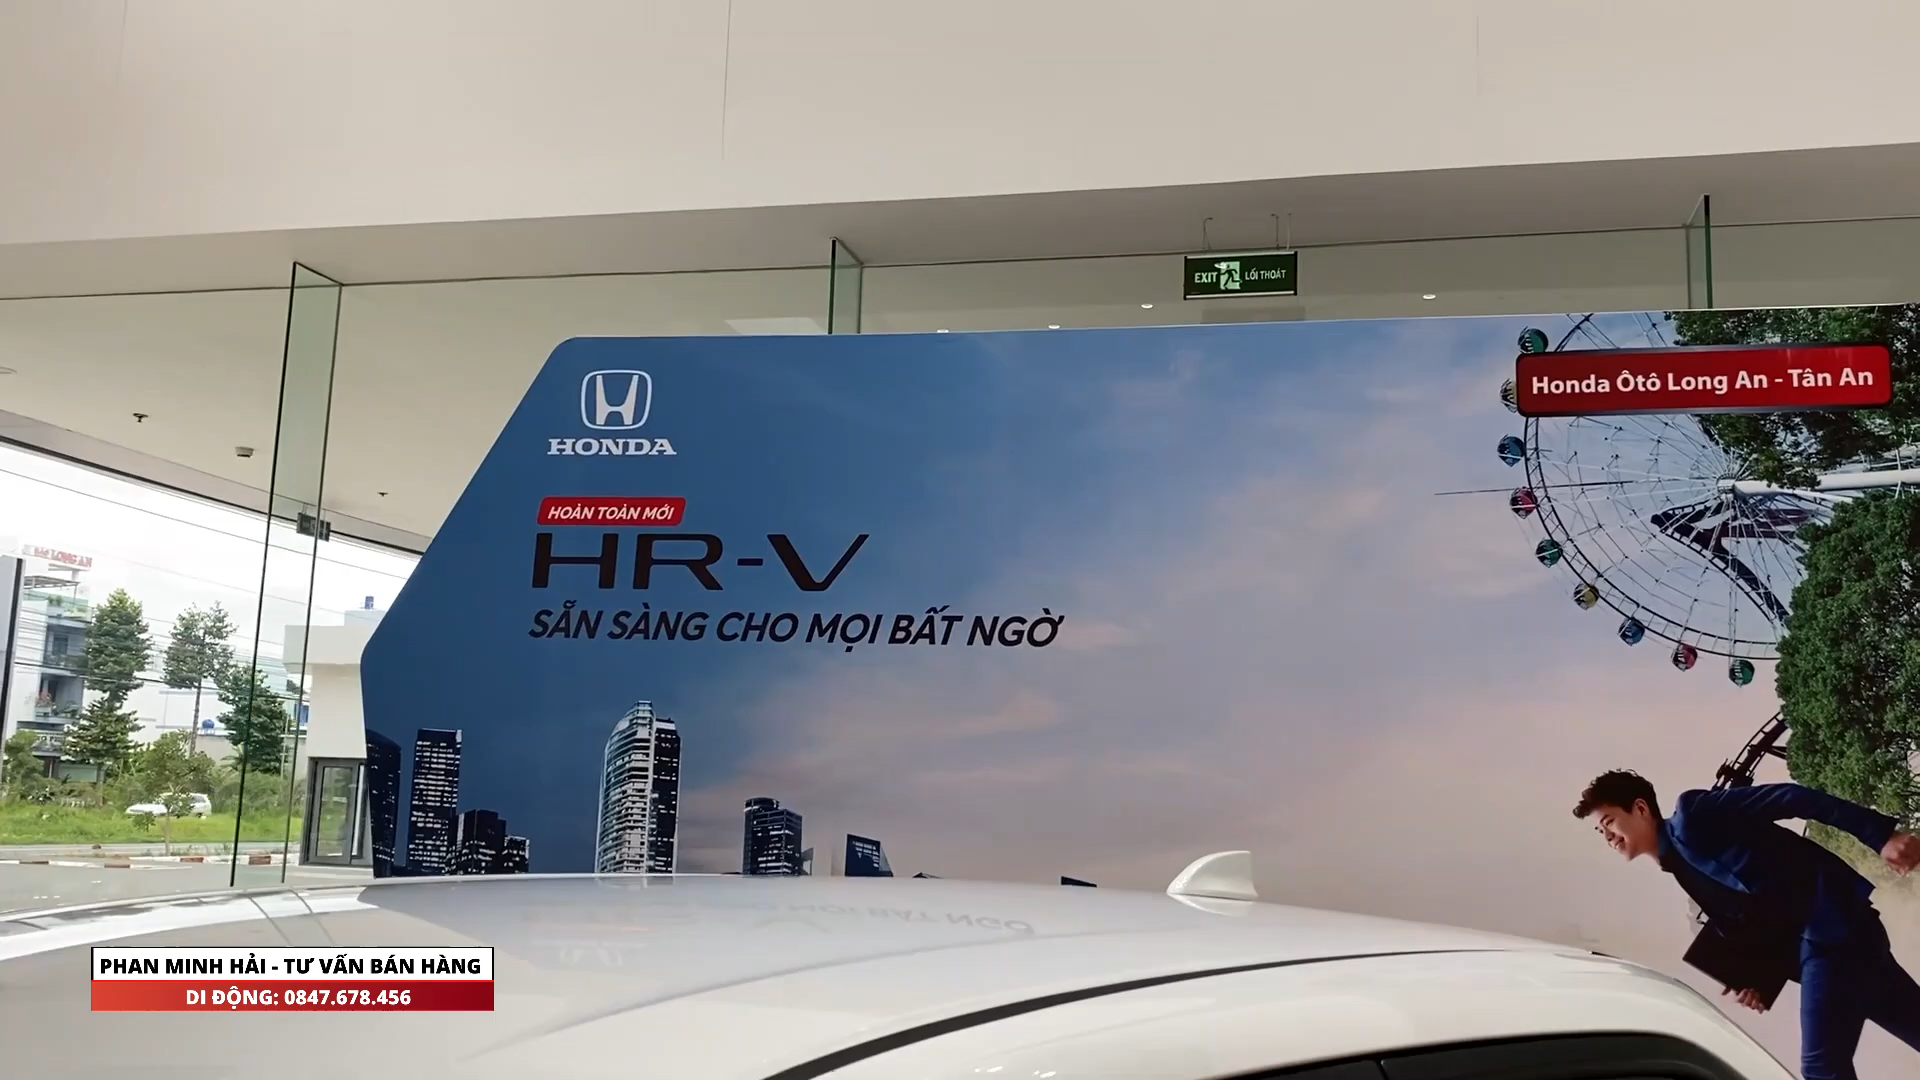 EXIT LỐI THOÁT
Honda Ôtô Long An - Tân An
HONDA
HOÀN TOÀN MỚI
HR-V
SẴN SÀNG CHO MỌI BẤT NGỜ
PHAN MINH HẢI - TƯ VẤN BÁN HÀNG
DI ĐỘNG: 0847.678.456